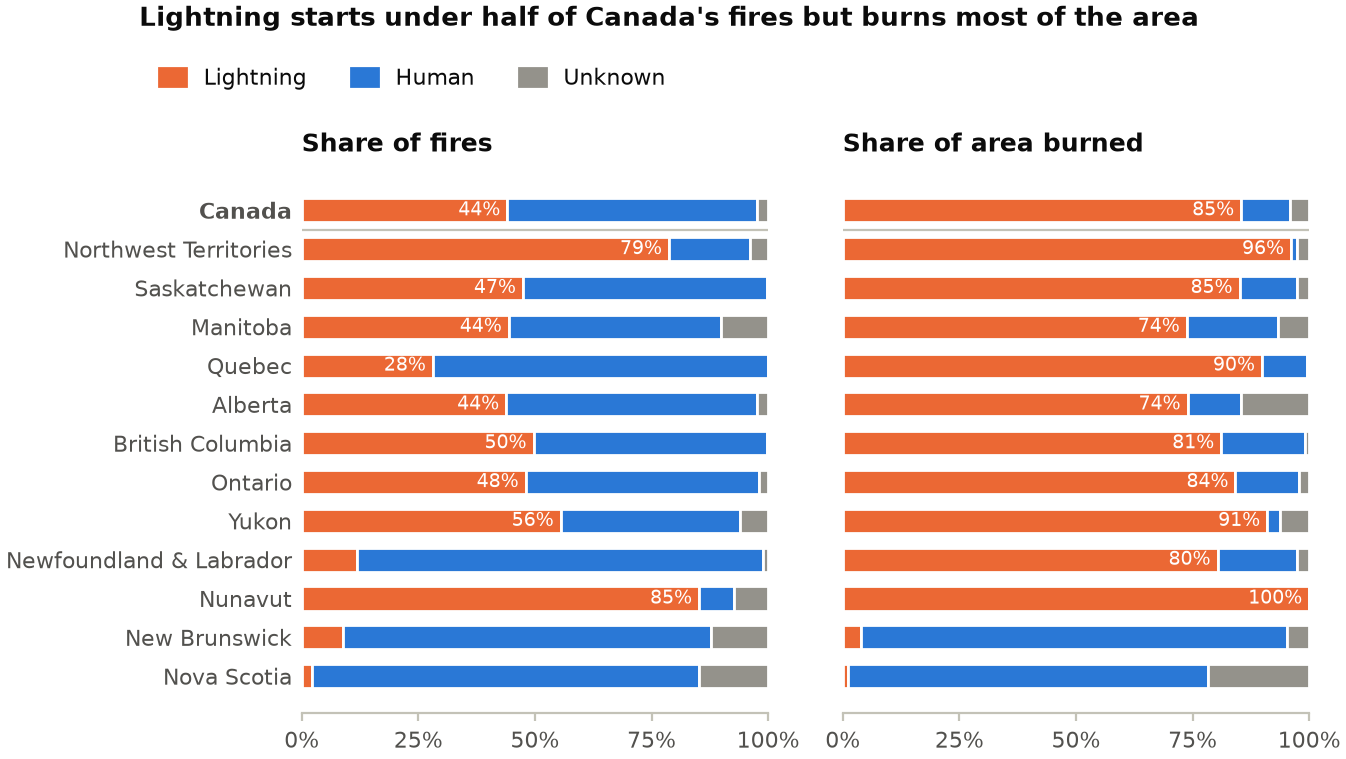 Lightning starts under half of Canada's fires but burns most of the area
Lightning Human Unknown
Share of fires Share of area burned
Canada 44% 85%
Northwest Territories 79% 96%
Saskatchewan 47% 85%
Manitoba 44% 74%
Quebec 28% 90%
Alberta 44% 74%
British Columbia 50% 81%
Ontario 48% 84%
Yukon 56% 91%
Newfoundland & Labrador 80%
Nunavut 85% 100%
New Brunswick
Nova Scotia
0% 25% 50% 75% 100% 0% 25% 50% 75% 100%